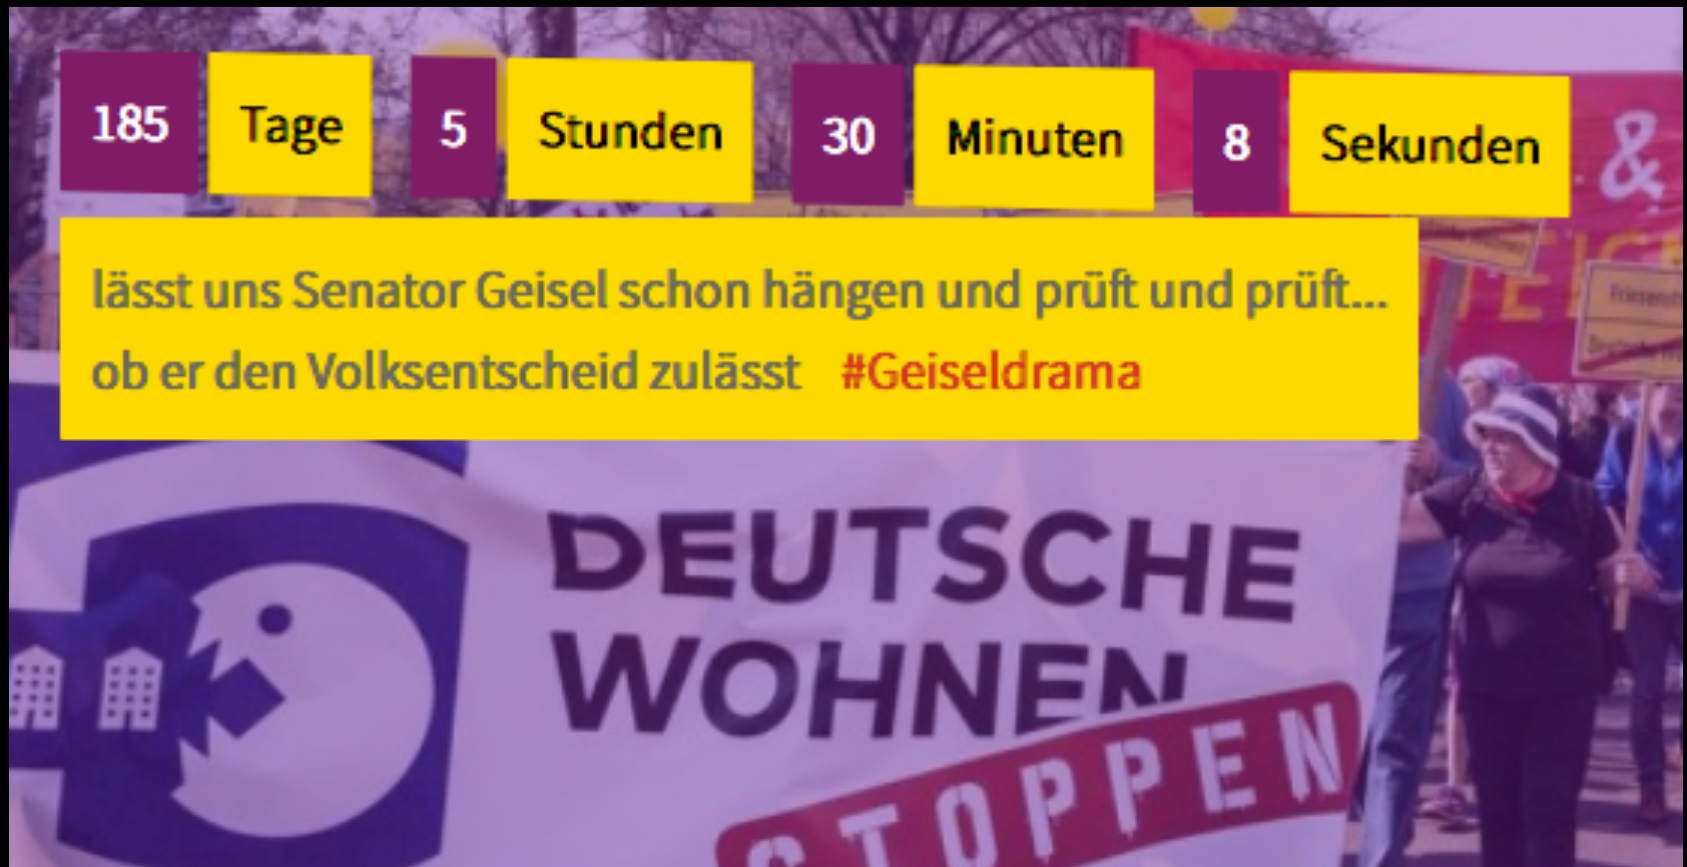 185 Tage 5 Stunden 30 Minuten 8 Sekunden
lässt uns Senator Geisel schon hängen und prüft und prüft...
ob er den Volksentscheid zulässt #Geiseldrama
&
DEUTSCHE
WOHNEN
STOPPEN